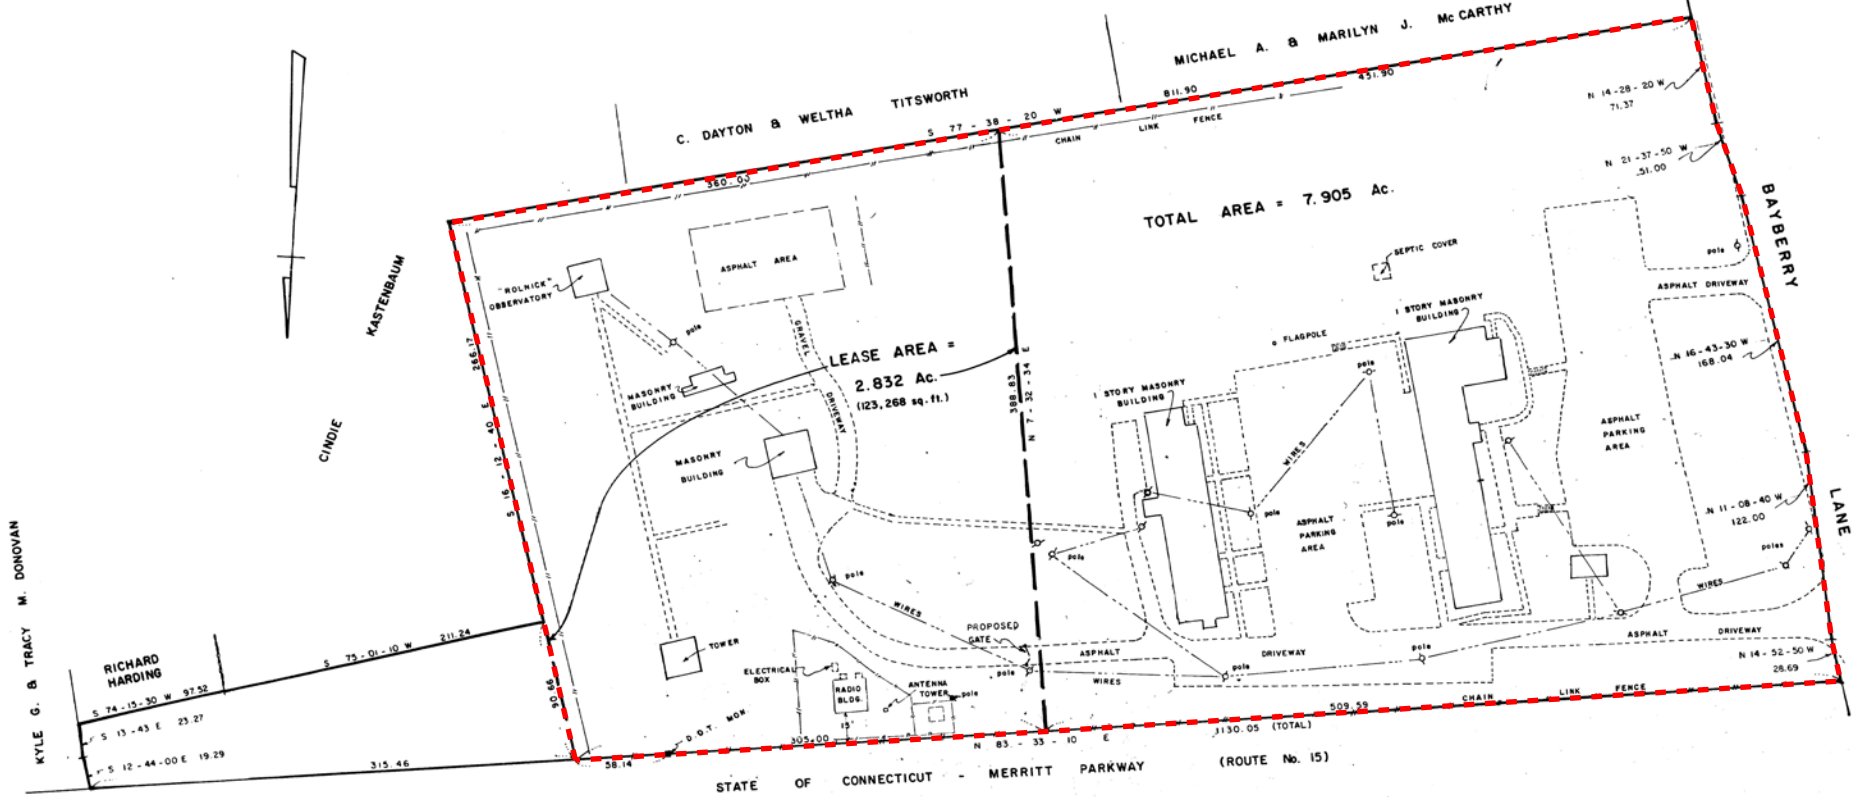 MICHAEL A. & MARILYN J. McCARTHY
C. DAYTON & WELTHA TITSWORTH
S 77 - 38 - 20 W
811.90
451.90
360.00
CHAIN LINK FENCE
N 14-28-20 W
71.37
N 21-37-50 W
51.00
BAYBERRY
LANE
TOTAL AREA = 7.905 Ac.
SEPTIC COVER
pole
ASPHALT DRIVEWAY
ASPHALT AREA
"ROLNICK"
OBSERVATORY
pole
GRAVEL
DRIVEWAY
KASTENBAUM
CINDIE
266.17
S 16 - 12 - 40 E
LEASE AREA =
2.832 Ac.
(123,268 sq.ft.)
388.83
N 7 - 32 - 34 E
FLAGPOLE
1 STORY MASONRY
BUILDING
pole
N 16-43-30 W
168.04
MASONRY
BUILDING
1 STORY MASONRY
BUILDING
WIRES
ASPHALT
PARKING
AREA
MASONRY
BUILDING
N 11-08-40 W
122.00
pole
pole
ASPHALT
PARKING
AREA
poles
pole
pole
WIRES
WIRES
PROPOSED
GATE
ASPHALT
DRIVEWAY
ASPHALT DRIVEWAY
N 14-52-50 W
28.69
KYLE G. & TRACY M. DONOVAN
RICHARD
HARDING
S 75-01-10 W 211.24
S 74-15-30 W 97.52
S 13-43 E 23.27
S 12-44-00 E 19.29
315.46
90.66
TOWER
ELECTRICAL
BOX
RADIO
BLDG.
15'
ANTENNA
TOWER
pole
pole
WIRES
pole
pole
D.O.T. MON.
58.14
305.00
N 83 - 33 - 10 E
1130.05 (TOTAL)
509.59
CHAIN LINK FENCE
STATE OF CONNECTICUT - MERRITT PARKWAY (ROUTE No. 15)